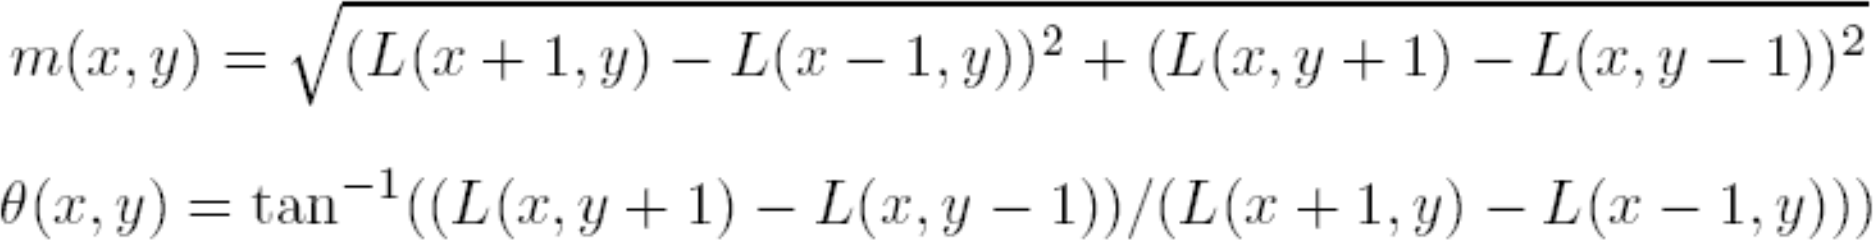 m(x, y) = √(L(x + 1, y) − L(x − 1, y))² + (L(x, y + 1) − L(x, y − 1))²
θ(x, y) = tan⁻¹((L(x, y + 1) − L(x, y − 1))/(L(x + 1, y) − L(x − 1, y)))